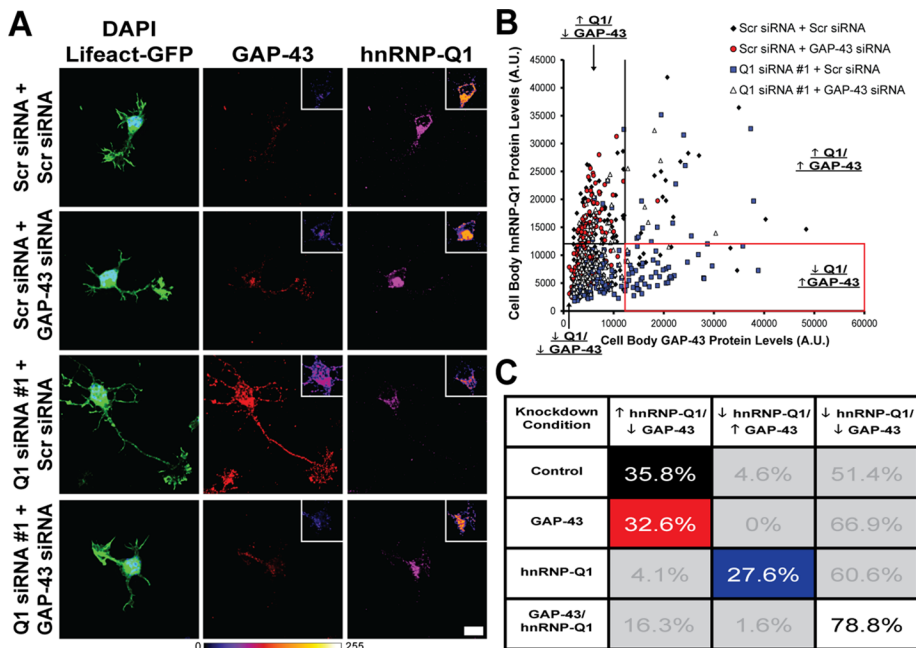 A
DAPI
Lifeact-GFP
GAP-43
hnRNP-Q1
Scr siRNA +
Scr siRNA
Scr siRNA +
GAP-43 siRNA
Q1 siRNA #1 +
Scr siRNA
Q1 siRNA #1 +
GAP-43 siRNA
0
255
B
↑ Q1/
↓ GAP-43
Scr siRNA + Scr siRNA
Scr siRNA + GAP-43 siRNA
Q1 siRNA #1 + Scr siRNA
Q1 siRNA #1 + GAP-43 siRNA
Cell Body hnRNP-Q1 Protein Levels (A.U.)
45000
40000
35000
30000
25000
20000
15000
10000
5000
0
↑ Q1/
↑ GAP-43
↓ Q1/
↑GAP-43
10000
20000
30000
40000
50000
60000
↓ Q1/
↓ GAP-43
Cell Body GAP-43 Protein Levels (A.U.)
C
Knockdown
Condition
↑ hnRNP-Q1/
↓ GAP-43
↓ hnRNP-Q1/
↑ GAP-43
↓ hnRNP-Q1/
↓ GAP-43
Control
35.8%
4.6%
51.4%
GAP-43
32.6%
0%
66.9%
hnRNP-Q1
4.1%
27.6%
60.6%
GAP-43/
hnRNP-Q1
16.3%
1.6%
78.8%